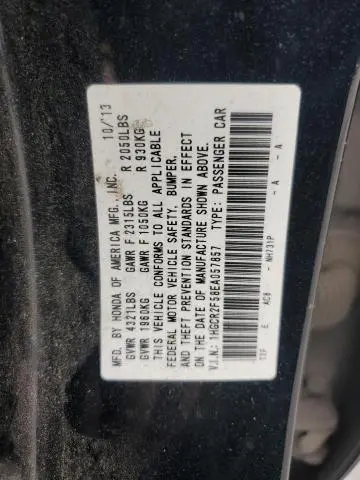 MFD. BY HONDA OF AMERICA MFG., INC. 10/13
GVWR 4321LBS GAWR F 2315LBS R 2050LBS
GVWR 1960KG GAWR F 1050KG R 930KG
THIS VEHICLE CONFORMS TO ALL APPLICABLE
FEDERAL MOTOR VEHICLE SAFETY, BUMPER,
AND THEFT PREVENTION STANDARDS IN EFFECT
ON THE DATE OF MANUFACTURE SHOWN ABOVE.
V.I.N.: 1HGCR2F58EA057857 TYPE: PASSENGER CAR
E AC8 NH731P - A - A